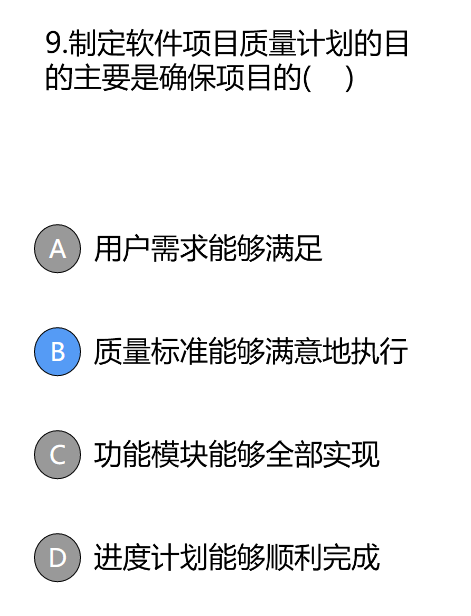 9.制定软件项目质量计划的目
的主要是确保项目的(    )
A 用户需求能够满足
B 质量标准能够满意地执行
C 功能模块能够全部实现
D 进度计划能够顺利完成